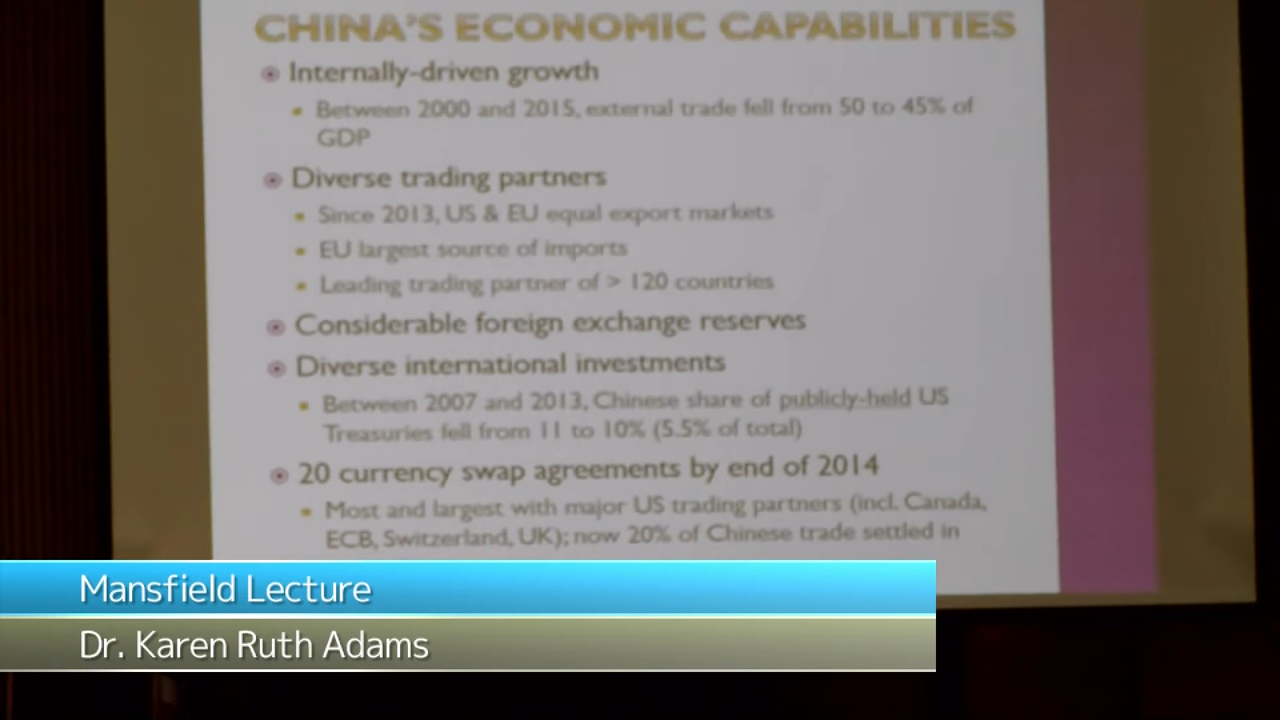 CHINA'S ECONOMIC CAPABILITIES
Internally-driven growth
Between 2000 and 2015, external trade fell from 50 to 45% of
GDP
Diverse trading partners
Since 2013, US & EU equal export markets
EU largest source of imports
Leading trading partner of > 120 countries
Considerable foreign exchange reserves
Diverse international investments
Between 2007 and 2013, Chinese share of publicly-held US
Treasuries fell from 11 to 10% (5.5% of total)
20 currency swap agreements by end of 2014
Most and largest with major US trading partners (incl. Canada,
ECB, Switzerland, UK); now 20% of Chinese trade settled in
Mansfield Lecture
Dr. Karen Ruth Adams